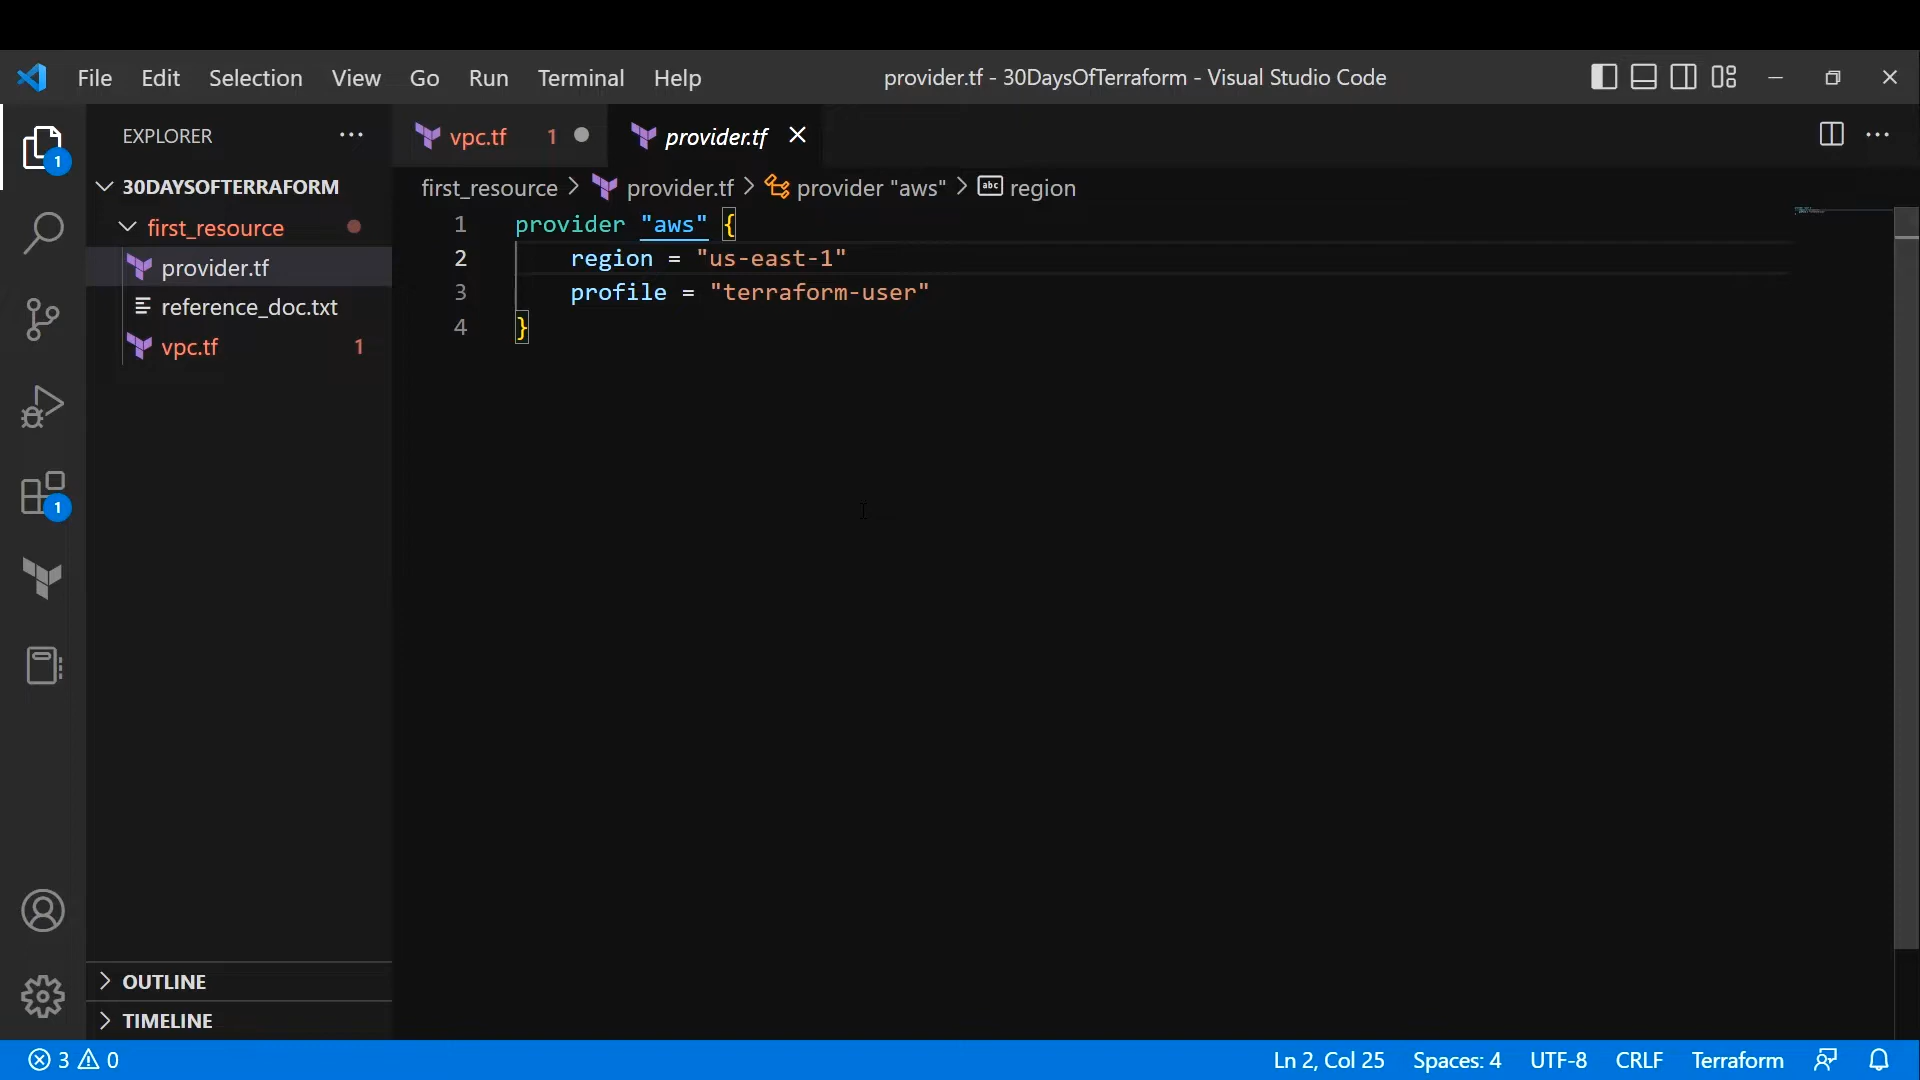 File Edit Selection View Go Run Terminal Help provider.tf - 30DaysOfTerraform - Visual Studio Code
EXPLORER
vpc.tf 1
provider.tf
30DAYSOFTERRAFORM
first_resource > provider.tf > provider "aws" > abc region
first_resource
provider.tf
reference_doc.txt
vpc.tf 1
1 provider "aws" {
2 region = "us-east-1"
3 profile = "terraform-user"
4 }
1
1
OUTLINE
TIMELINE
3 0 Ln 2, Col 25 Spaces: 4 UTF-8 CRLF Terraform